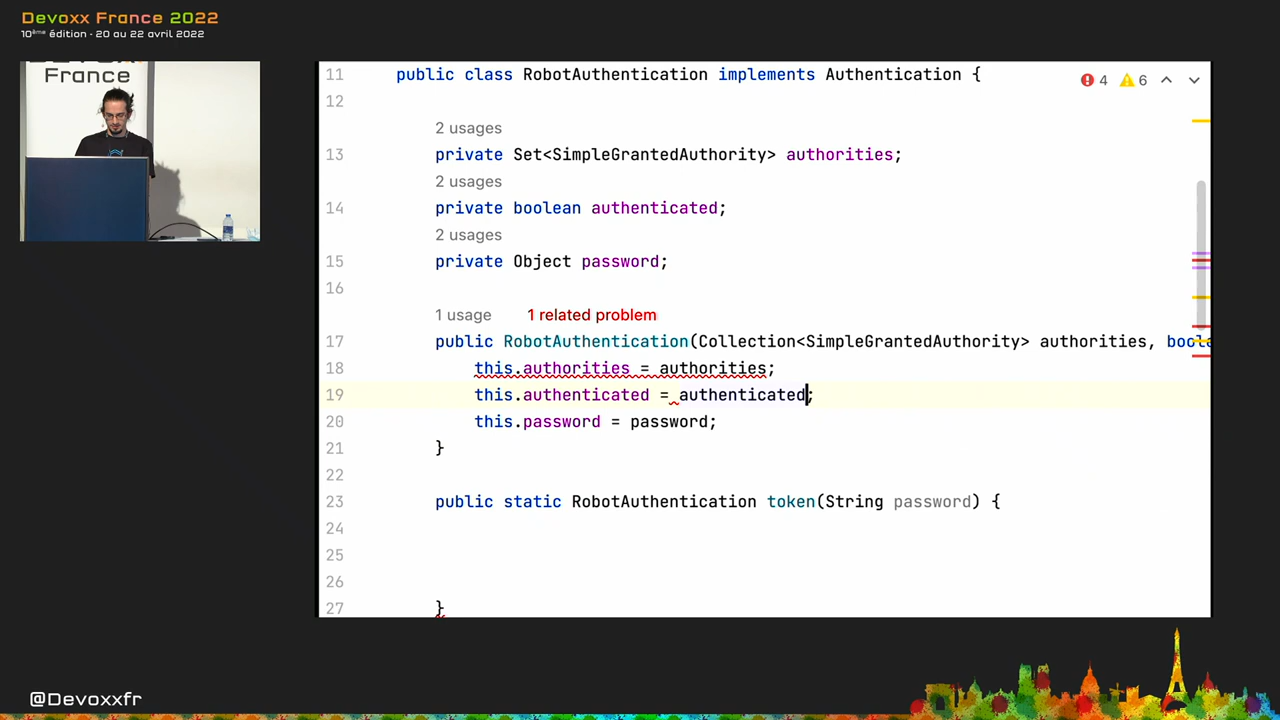 Devoxx France 2022
10ème édition - 20 au 22 avril 2022
France
11 public class RobotAuthentication implements Authentication {
4 6
12
2 usages
13 private Set<SimpleGrantedAuthority> authorities;
2 usages
14 private boolean authenticated;
2 usages
15 private Object password;
16
1 usage 1 related problem
17 public RobotAuthentication(Collection<SimpleGrantedAuthority> authorities, boole
18 this.authorities = authorities;
19 this.authenticated = authenticated;
20 this.password = password;
21 }
22
23 public static RobotAuthentication token(String password) {
24
25
26
27 }
@Devoxxfr